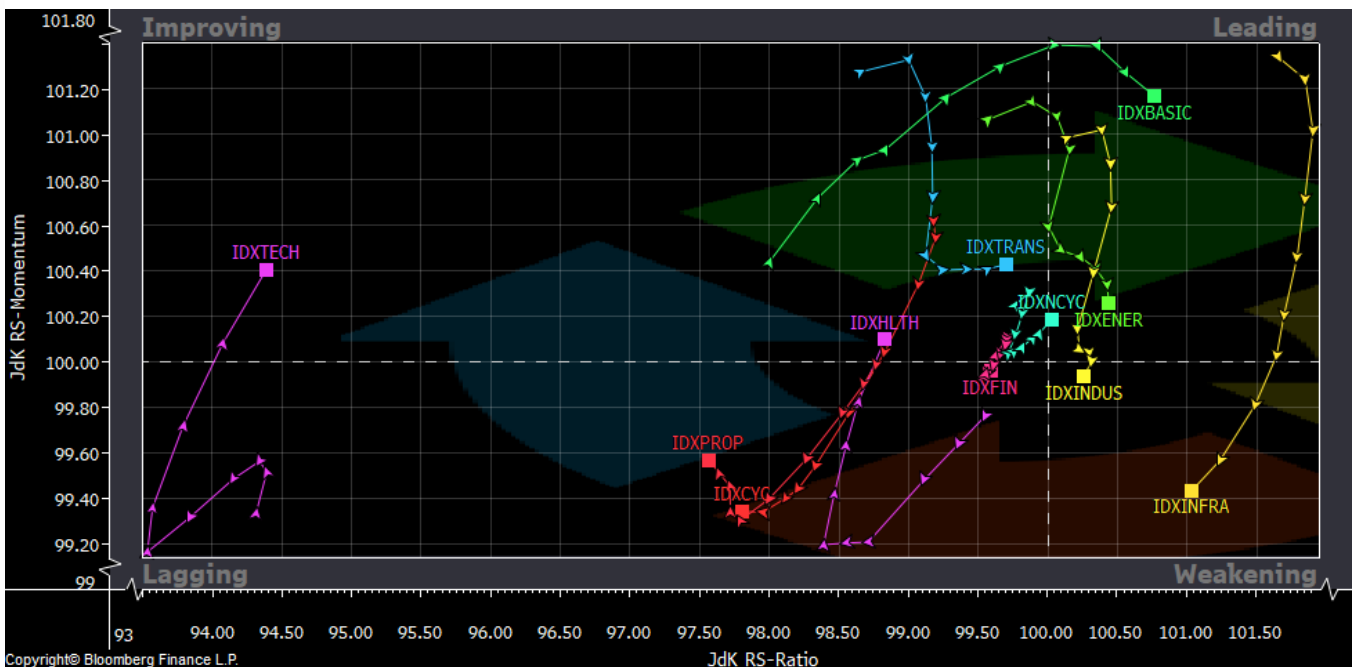 Improving
Leading
101.80
101.20
101.00
100.80
100.60
100.40
100.20
100.00
99.80
99.60
99.40
99.20
99
JdK RS-Momentum
IDXBASIC
IDXTECH
IDXTRANS
IDXNCYC
IDXENER
IDXHLTH
IDXFIN
IDXINDUS
IDXPROP
IDXCYC
IDXINFRA
Lagging
Weakening
93
94.00
94.50
95.00
95.50
96.00
96.50
97.00
97.50
98.00
98.50
99.00
99.50
100.00
100.50
101.00
101.50
JdK RS-Ratio
Copyright© Bloomberg Finance L.P.